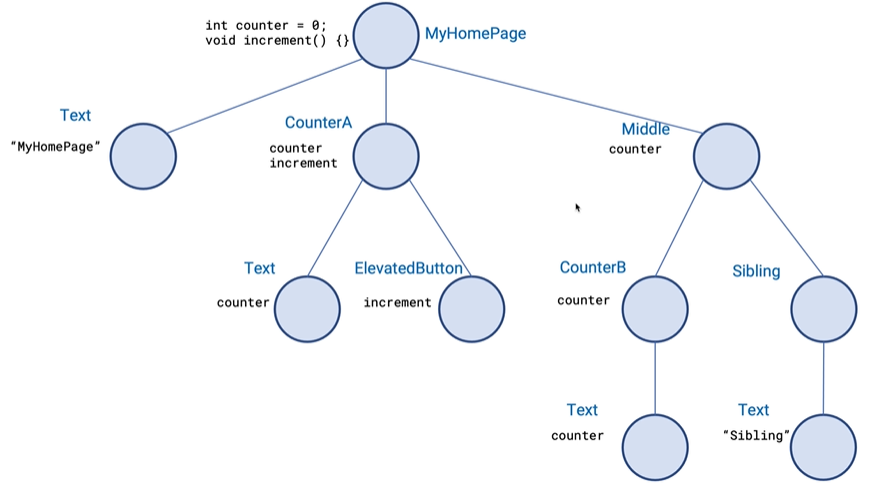 int counter = 0;
void increment() {}
MyHomePage
Text
"MyHomePage"
CounterA
counter
increment
Middle
counter
Text
counter
ElevatedButton
increment
CounterB
counter
Sibling
Text
counter
Text
"Sibling"